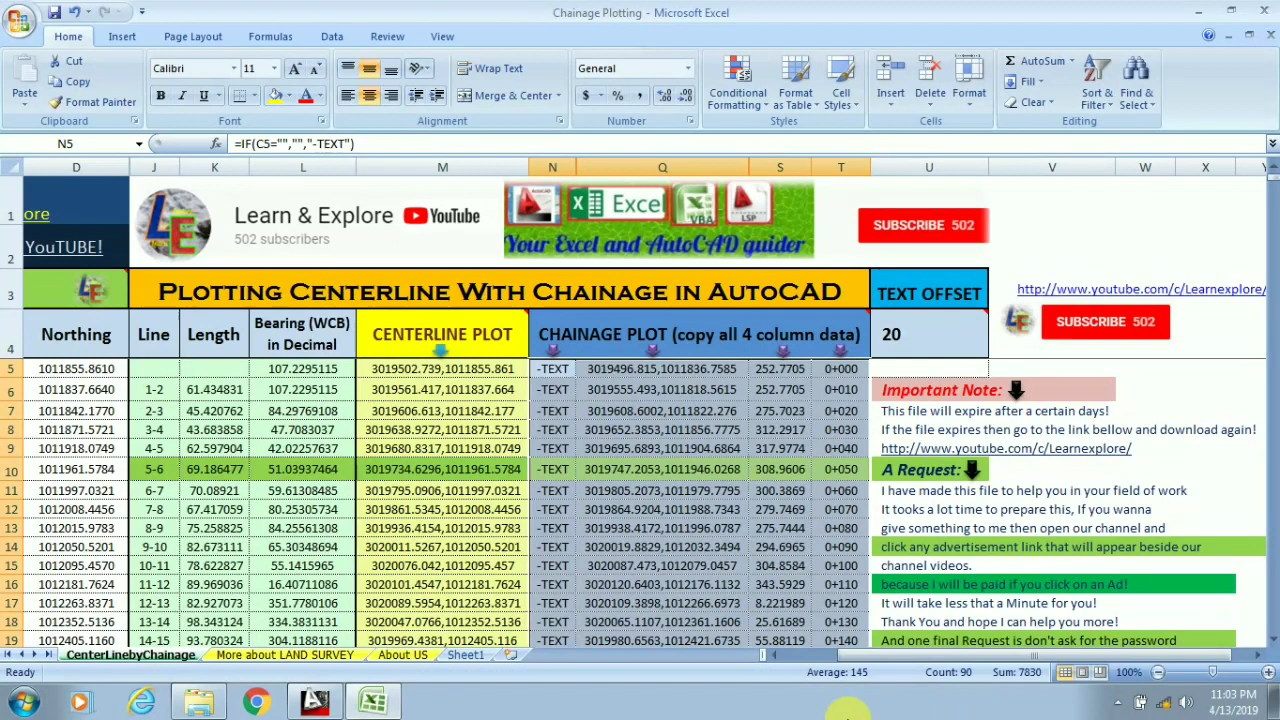 Chainage Plotting - Microsoft Excel
Home Insert Page Layout Formulas Data Review View
Paste
Cut
Copy
Format Painter
Clipboard
Calibri 11
B I U
Font
Wrap Text
Merge & Center
Alignment
General
$ % ,
Number
Conditional Formatting
Format as Table
Cell Styles
Styles
Insert Delete Format
Cells
AutoSum
Fill
Clear
Sort & Filter
Find & Select
Editing
N5 fx =IF(C5="","","-TEXT")
D J K L M N Q S T U V W X
1
2
3
4
ore
YouTUBE!
LE
Learn & Explore YouTube
502 subscribers
Excel
VBA
LSP
Your Excel and AutoCAD guider
SUBSCRIBE 502
Plotting Centerline With Chainage in AutoCAD
TEXT OFFSET
http://www.youtube.com/c/Learnexplore/
SUBSCRIBE 502
Northing Line Length Bearing (WCB) in Decimal CENTERLINE PLOT CHAINAGE PLOT (copy all 4 column data) 20
5 1011855.8610 107.2295115 3019502.739,1011855.861 -TEXT 3019496.815,1011836.7585 252.7705 0+000
6 1011837.6640 1-2 61.434831 107.2295115 3019561.417,1011837.664 -TEXT 3019555.493,1011818.5615 252.7705 0+010 Important Note:
7 1011842.1770 2-3 45.420762 84.29769108 3019606.613,1011842.177 -TEXT 3019608.6002,1011822.276 275.7023 0+020 This file will expire after a certain days!
8 1011871.5721 3-4 43.683858 47.7083037 3019638.9272,1011871.5721 -TEXT 3019652.3853,1011856.7775 312.2917 0+030 If the file expires then go to the link bellow and download again!
9 1011918.0749 4-5 62.597904 42.02257637 3019680.8337,1011918.0749 -TEXT 3019695.6893,1011904.6864 317.9774 0+040 http://www.youtube.com/c/Learnexplore/
10 1011961.5784 5-6 69.186477 51.03937464 3019734.6296,1011961.5784 -TEXT 3019747.2053,1011946.0268 308.9606 0+050 A Request:
11 1011997.0321 6-7 70.08921 59.61308485 3019795.0906,1011997.0321 -TEXT 3019805.2073,1011979.7795 300.3869 0+060 I have made this file to help you in your field of work
12 1012008.4456 7-8 67.417059 80.25305734 3019861.5345,1012008.4456 -TEXT 3019864.9204,1011988.7343 279.7469 0+070 It tooks a lot time to prepare this, If you wanna
13 1012015.9783 8-9 75.258825 84.25561308 3019936.4154,1012015.9783 -TEXT 3019938.4172,1011996.0787 275.7444 0+080 give something to me then open our channel and
14 1012050.5201 9-10 82.673111 65.30348694 3020011.5267,1012050.5201 -TEXT 3020019.8829,1012032.3494 294.6965 0+090 click any advertisement link that will appear beside our
15 1012095.4570 10-11 78.622827 55.1415965 3020076.042,1012095.457 -TEXT 3020087.473,1012079.0457 304.8584 0+100 channel videos.
16 1012181.7624 11-12 89.969036 16.40711086 3020101.4547,1012181.7624 -TEXT 3020120.6403,1012176.1132 343.5929 0+110 because I will be paid if you click on an Ad!
17 1012263.8371 12-13 82.927073 351.7780106 3020089.5954,1012263.8371 -TEXT 3020109.3898,1012266.6973 8.221989 0+120 It will take less that a Minute for you!
18 1012352.5136 13-14 98.343124 334.3831131 3020047.0766,1012352.5136 -TEXT 3020065.1107,1012361.1606 25.61689 0+130 Thank You and hope I can help you more!
19 1012405.1160 14-15 93.780324 304.1188116 3019969.4381,1012405.116 -TEXT 3019980.6563,1012421.6735 55.88119 0+140 And one final Request is don't ask for the password
CenterLinebyChainage More about LAND SURVEY About US Sheet1
Ready Average: 145 Count: 90 Sum: 7830 100%
11:03 PM
4/13/2019